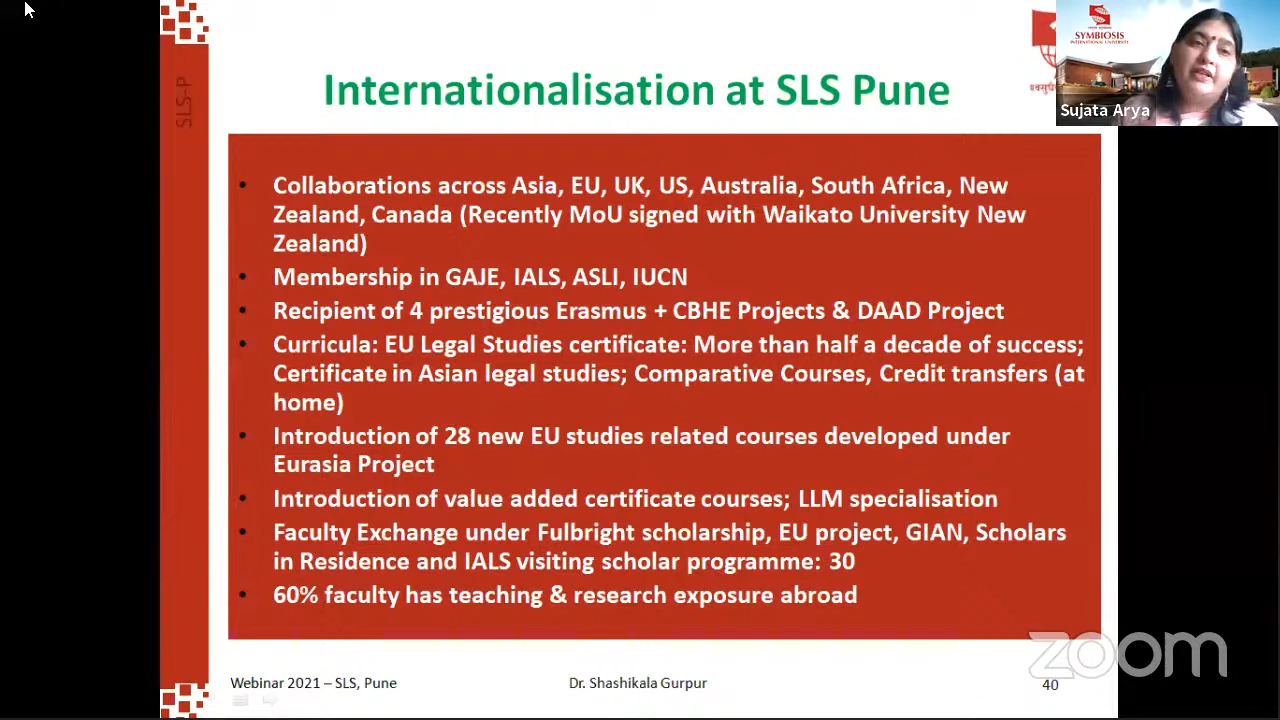 SLS-P
Internationalisation at SLS Pune
SYMBIOSIS
INTERNATIONAL UNIVERSITY
Sujata Arya
• Collaborations across Asia, EU, UK, US, Australia, South Africa, New
Zealand, Canada (Recently MoU signed with Waikato University New
Zealand)
• Membership in GAJE, IALS, ASLI, IUCN
• Recipient of 4 prestigious Erasmus + CBHE Projects & DAAD Project
• Curricula: EU Legal Studies certificate: More than half a decade of success;
Certificate in Asian legal studies; Comparative Courses, Credit transfers (at
home)
• Introduction of 28 new EU studies related courses developed under
Eurasia Project
• Introduction of value added certificate courses; LLM specialisation
• Faculty Exchange under Fulbright scholarship, EU project, GIAN, Scholars
in Residence and IALS visiting scholar programme: 30
• 60% faculty has teaching & research exposure abroad
zoom
Webinar 2021 – SLS, Pune
Dr. Shashikala Gurpur
40